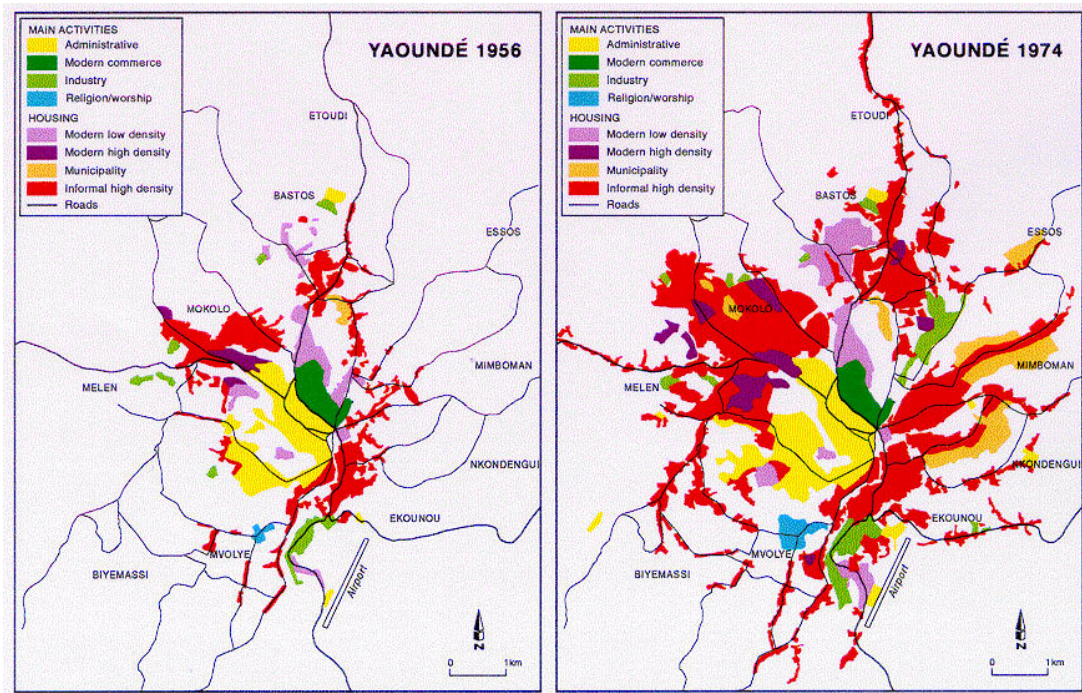 MAIN ACTIVITIES
Administrative
Modern commerce
Industry
Religion/worship
HOUSING
Modern low density
Modern high density
Municipality
Informal high density
Roads
YAOUNDÉ 1956
ETOUDI
BASTOS
ESSOS
MOKOLO
MIMBOMAN
MELEN
NKONDENGUI
EKOUNOU
MVOLYE
BIYEMASSI
Airport
N
0 1km
MAIN ACTIVITIES
Administrative
Modern commerce
Industry
Religion/worship
HOUSING
Modern low density
Modern high density
Municipality
Informal high density
Roads
YAOUNDÉ 1974
ETOUDI
BASTOS
ESSOS
MOKOLO
MIMBOMAN
MELEN
NKONDENGUI
EKOUNOU
MVOLYE
BIYEMASSI
Airport
N
0 1km